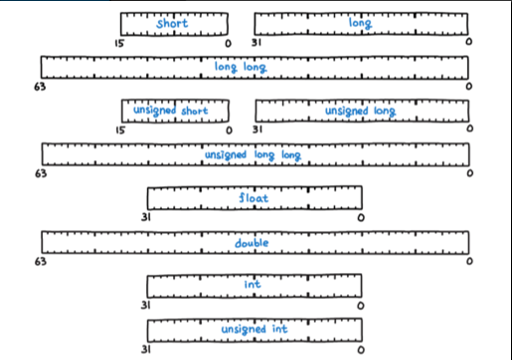 short long
15 0 31 0
long long
63 0
unsigned short unsigned long
15 0 31 0
unsigned long long
63 0
float
31 0
double
63 0
int
31 0
unsigned int
31 0